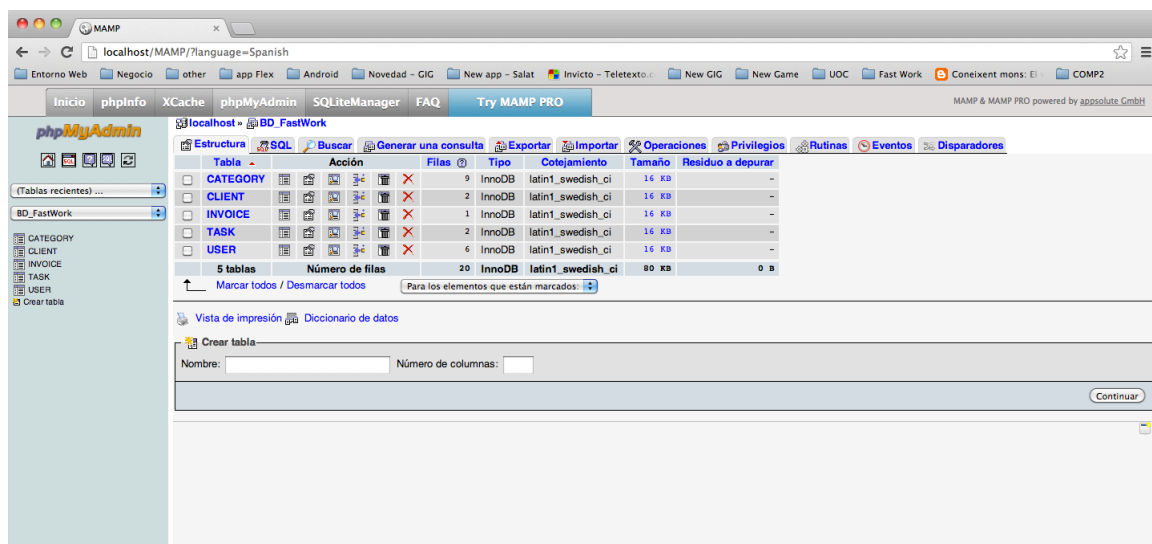 MAMP
localhost/MAMP/?language=Spanish
Entorno Web Negocio other app Flex Android Novedad - GIG New app - Salat Invicto - Teletexto.c New GIG New Game UOC Fast Work Coneixent mons: El COMP2
Inicio phpInfo XCache phpMyAdmin SQLiteManager FAQ Try MAMP PRO MAMP & MAMP PRO powered by appsolute GmbH
phpMyAdmin
(Tablas recientes) ...
BD_FastWork
CATEGORY
CLIENT
INVOICE
TASK
USER
Crear tabla
localhost » BD_FastWork
Estructura SQL Buscar Generar una consulta Exportar Importar Operaciones Privilegios Rutinas Eventos Disparadores
Tabla Acción Filas Tipo Cotejamiento Tamaño Residuo a depurar
CATEGORY 9 InnoDB latin1_swedish_ci 16 KB -
CLIENT 2 InnoDB latin1_swedish_ci 16 KB -
INVOICE 1 InnoDB latin1_swedish_ci 16 KB -
TASK 2 InnoDB latin1_swedish_ci 16 KB -
USER 6 InnoDB latin1_swedish_ci 16 KB -
5 tablas Número de filas 20 InnoDB latin1_swedish_ci 80 KB 0 B
Marcar todos / Desmarcar todos Para los elementos que están marcados:
Vista de impresión Diccionario de datos
Crear tabla
Nombre: Número de columnas:
Continuar